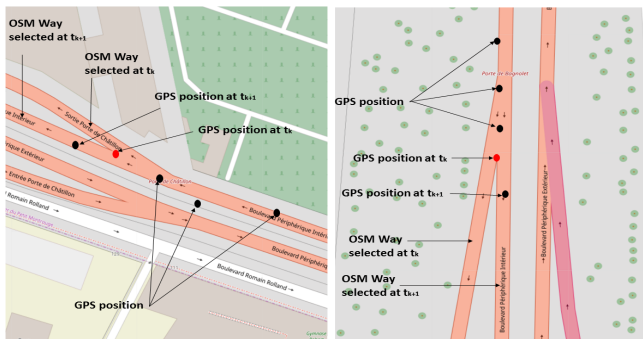 OSM Way
selected at tk+1
OSM Way
selected at tk
GPS position at tk+1
GPS position at tk
Sortie Porte de Châtillon
Intérieur
Extérieur
Entrée Porte de Châtillon
Boulevard Romain Rolland
Boulevard Périphérique Intérieur
Boulevard Périphérique
Boulevard Romain Rolland
GPS position
Porte de Bagnolet
GPS position
GPS position at tk
GPS position at tk+1
OSM Way
selected at tk
OSM Way
selected at tk+1
Boulevard Périphérique Intérieur
Boulevard Périphérique Extérieur